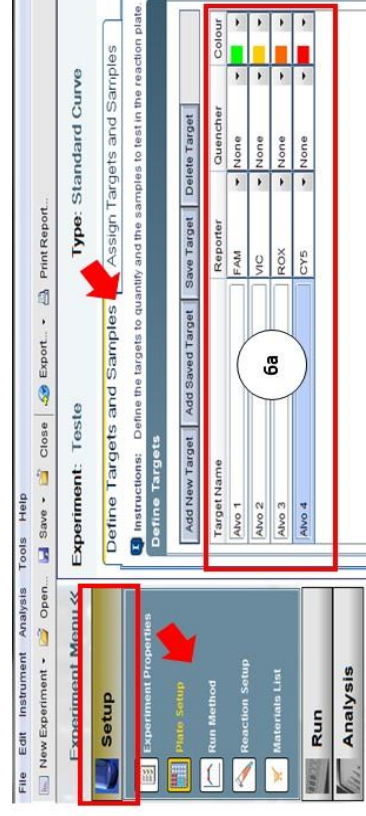 File Edit Instrument Analysis Tools Help
New Experiment Open... Save Close Export... Print Report...
Experiment Menu «
Setup
Experiment Properties
Plate Setup
Run Method
Reaction Setup
Materials List
Run
Analysis
Experiment: Teste Type: Standard Curve
Define Targets and Samples Assign Targets and Samples
Instructions: Define the targets to quantify and the samples to test in the reaction plate.
Define Targets
Add New Target Add Saved Target Save Target Delete Target
Target Name Reporter Quencher Colour
Alvo 1 FAM None
Alvo 2 VIC None
Alvo 3 ROX None
Alvo 4 CY5 None
6a